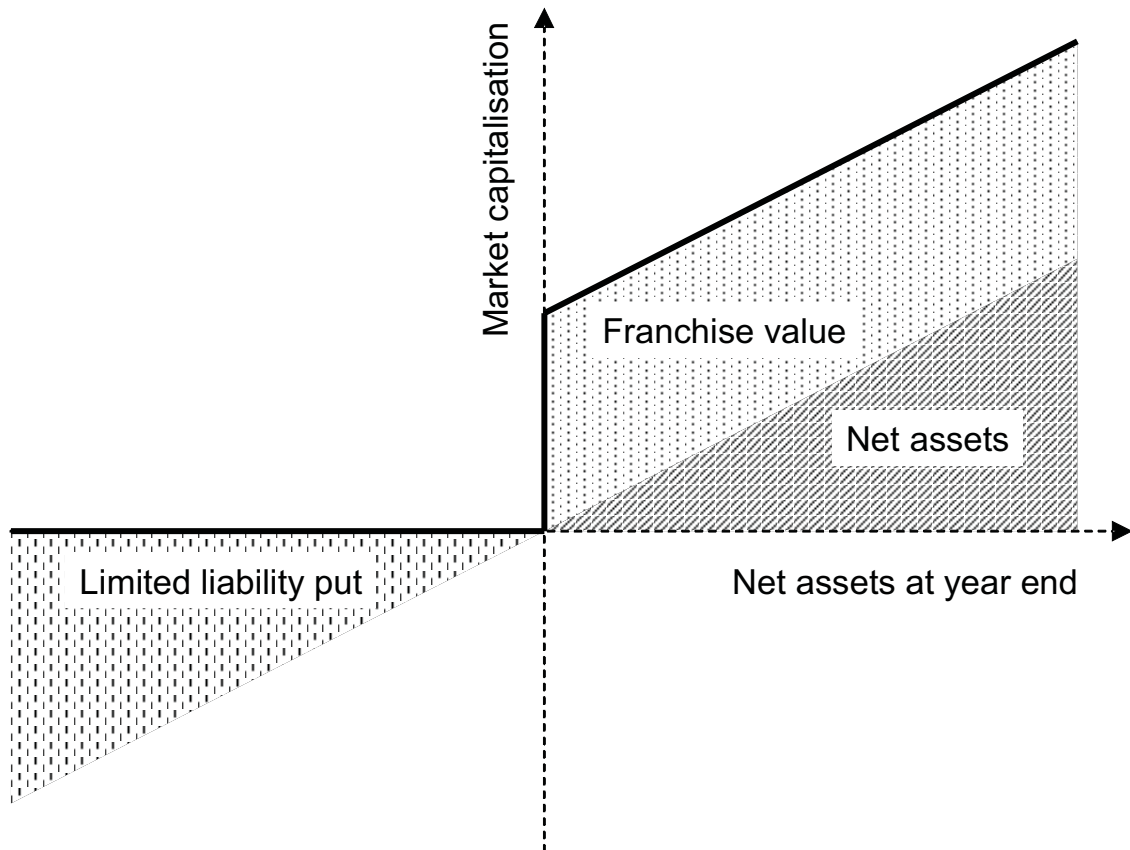 Market capitalisation
Franchise value
Net assets
Limited liability put
Net assets at year end